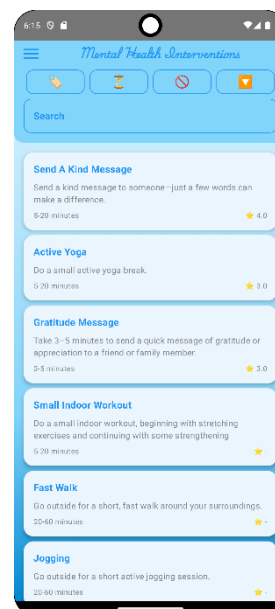 6:15
Mental Health Interventions
Search
Send A Kind Message
Send a kind message to someone—just a few words can
make a difference.
5-20 minutes
4.0
Active Yoga
Do a small active yoga break.
5-20 minutes
3.0
Gratitude Message
Take 3–5 minutes to send a quick message of gratitude or
appreciation to a friend or family member.
3-5 minutes
3.0
Small Indoor Workout
Do a small indoor workout, beginning with stretching
exercises and continuing with some strengthening
5-20 minutes
-
Fast Walk
Go outside for a short, fast walk around your surroundings.
20-60 minutes
-
Jogging
Go outside for a short active jogging session.
20-60 minutes
-